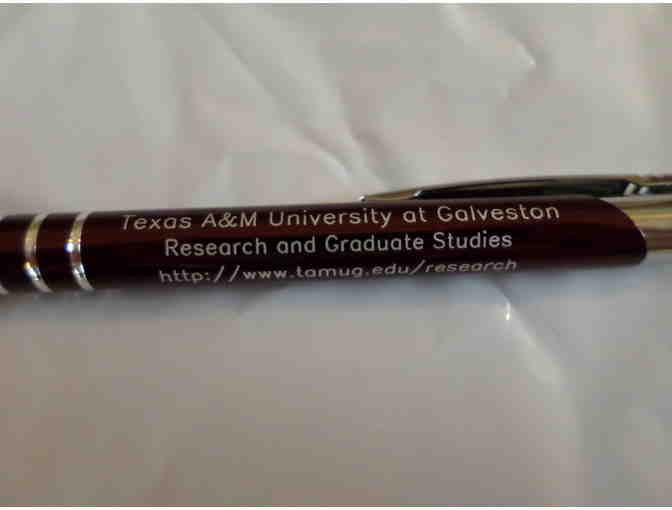 Texas A&M University at Galveston
Research and Graduate Studies
http://www.tamug.edu/research